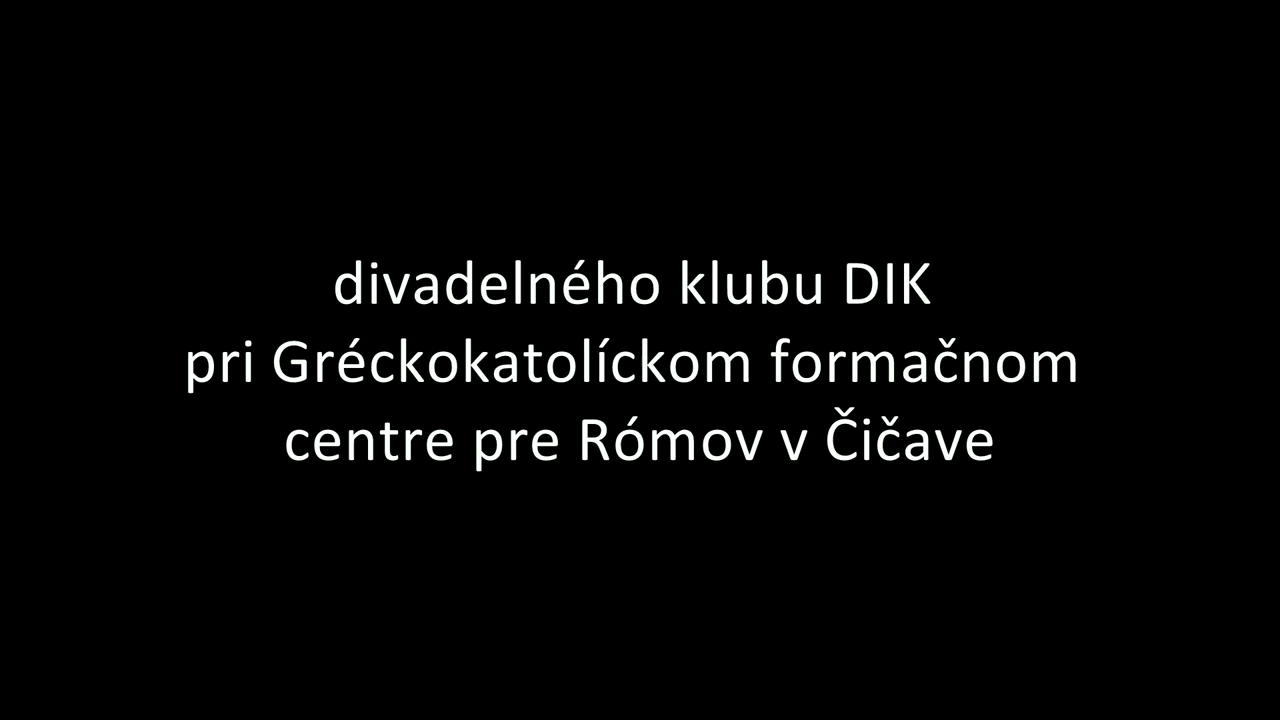 divadelného klubu DIK
pri Gréckokatolíckom formačnom
centre pre Rómov v Čičave